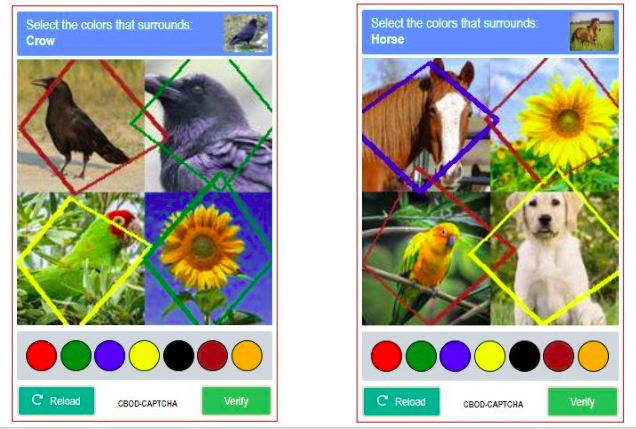 Select the colors that surrounds:
Crow
Reload
CBOD-CAPTCHA
Verify
Select the colors that surrounds:
Horse
Reload
CBOD-CAPTCHA
Verify